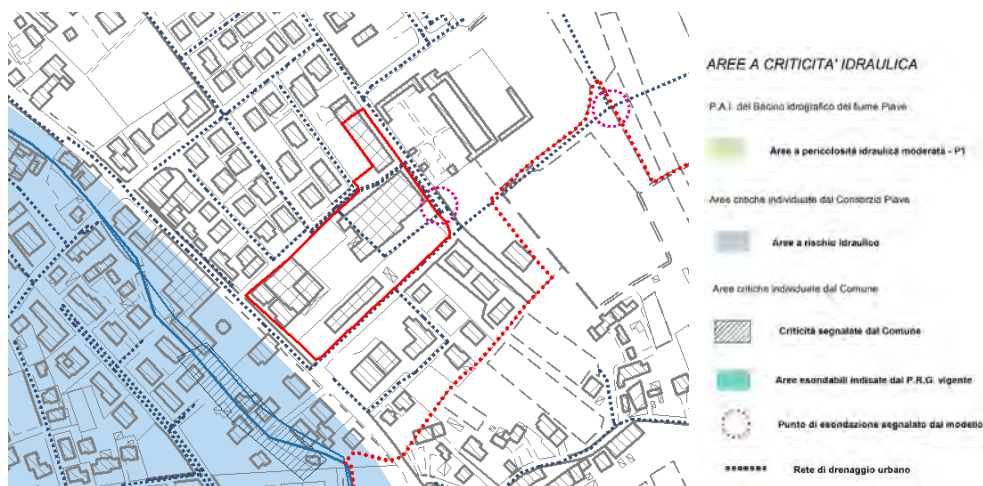 AREE A CRITICITA' IDRAULICA
P.A.I. del Bacino idrografico del fiume Piave
Aree a pericolosità idraulica moderata - P1
Aree critiche individuate dal Consorzio Piave
Aree a rischio idraulico
Aree critiche individuate dal Comune
Criticità segnalate dal Comune
Aree esondabili indicate dal P.R.G. vigente
Punto di esondazione segnalato dal modello
Rete di drenaggio urbano